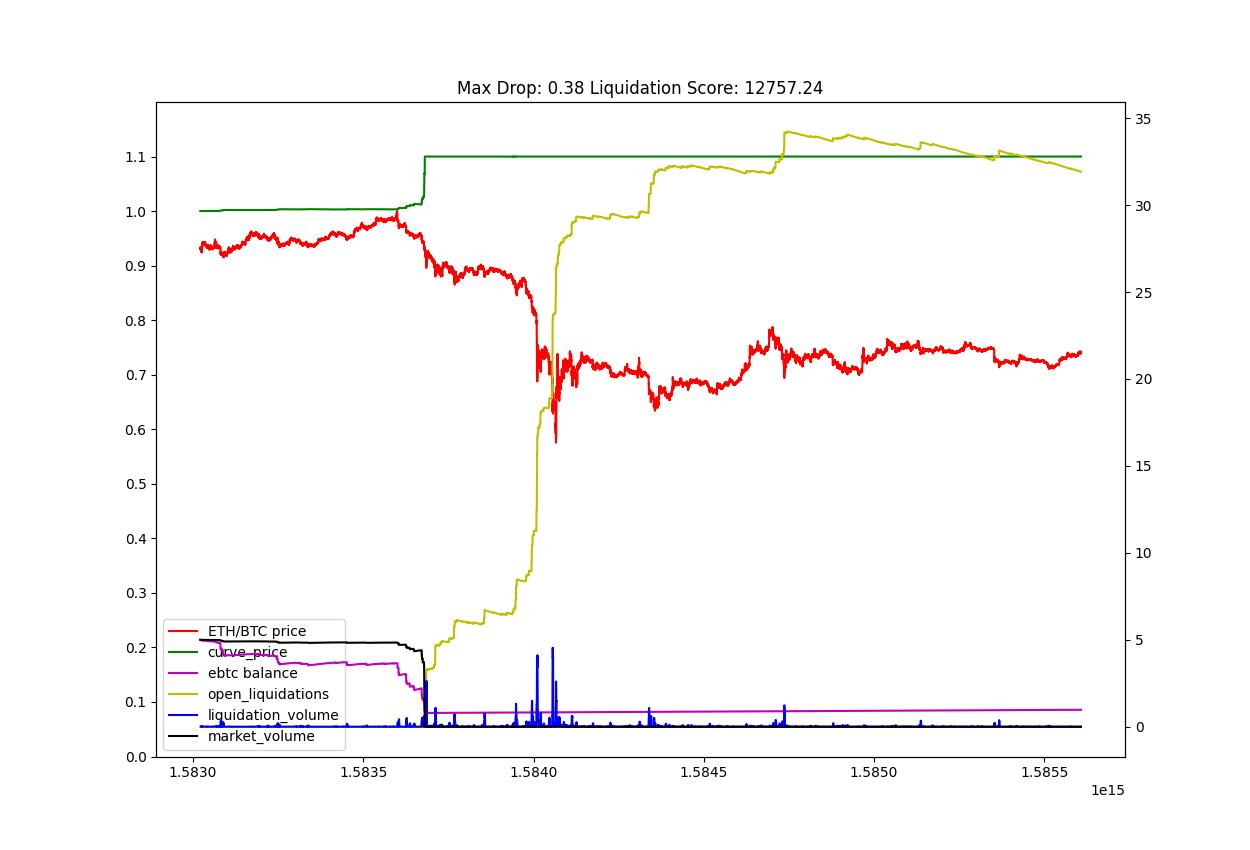 Max Drop: 0.38 Liquidation Score: 12757.24
1.1
1.0
0.9
0.8
0.7
0.6
0.5
0.4
0.3
0.2
0.1
0.0
35
30
25
20
15
10
5
0
ETH/BTC price
curve_price
ebtc balance
open_liquidations
liquidation_volume
market_volume
1.5830 1.5835 1.5840 1.5845 1.5850 1.5855
1e15